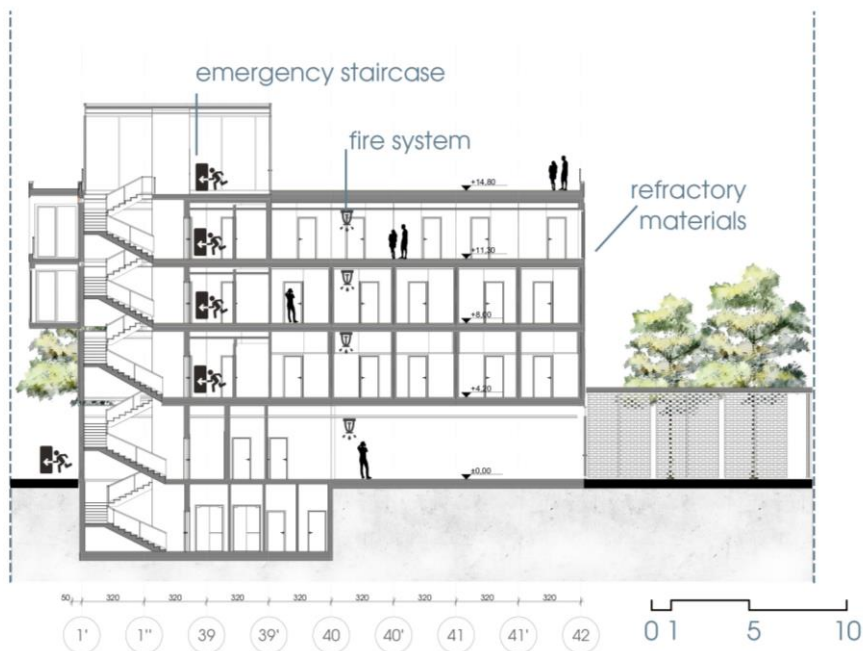 emergency staircase
fire system
refractory
materials
+14,80
+11,30
+8,00
+4,20
±0,00
50 320 320 320 320 320 320 320 320
1' 1" 39 39' 40 40' 41 41' 42
0 1 5 10